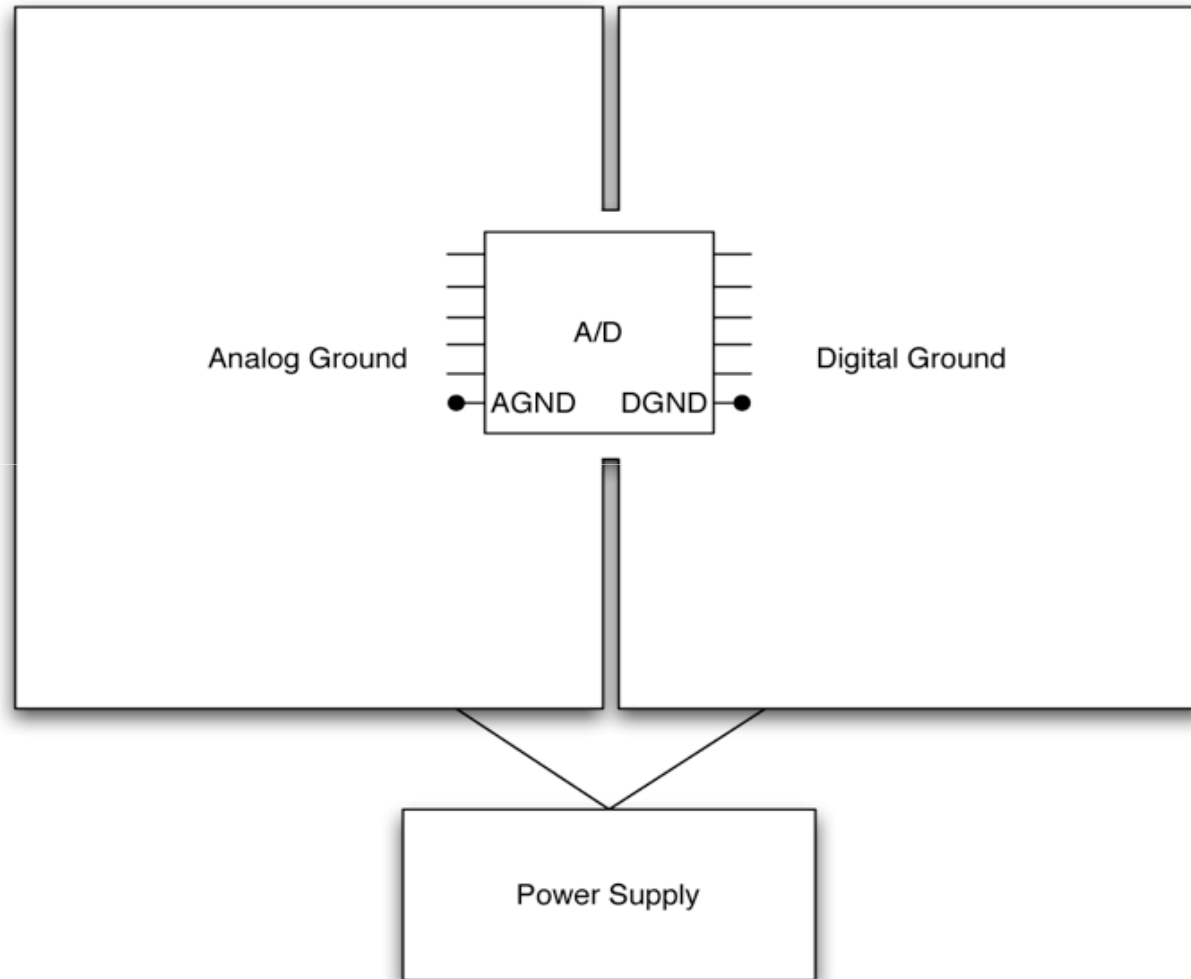 A/D
Analog Ground
Digital Ground
AGND
DGND
Power Supply